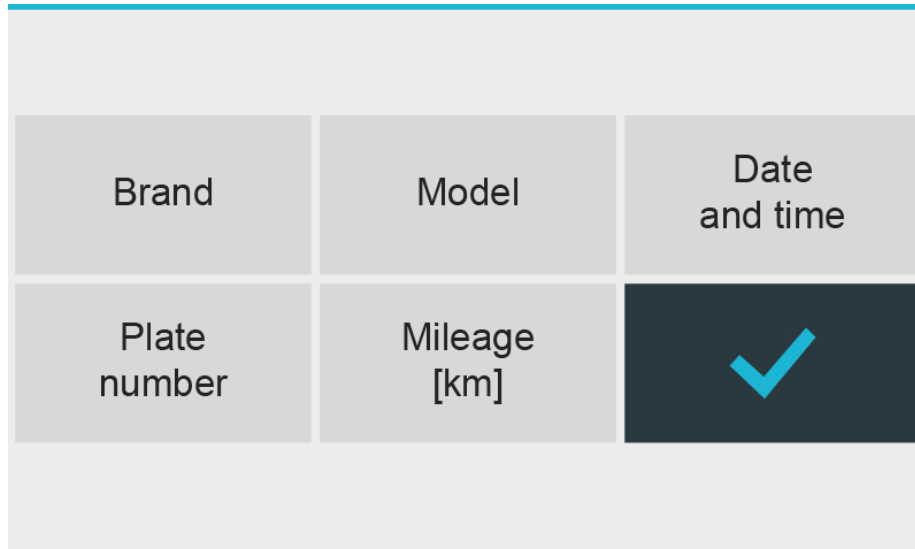 Brand
Model
Date
and time
Plate
number
Mileage
[km]